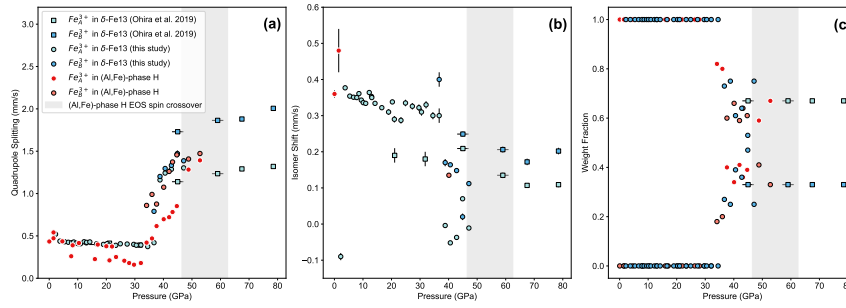 (a)
Fe_A^{3+} in δ-Fe13 (Ohira et al. 2019)
Fe_B^{3+} in δ-Fe13 (Ohira et al. 2019)
Fe_A^{3+} in δ-Fe13 (this study)
Fe_B^{3+} in δ-Fe13 (this study)
Fe_A^{3+} in (Al,Fe)-phase H
Fe_B^{3+} in (Al,Fe)-phase H
(Al,Fe)-phase H EOS spin crossover
Quadrupole Splitting (mm/s)
3.0
2.5
2.0
1.5
1.0
0.5
0.0
0 10 20 30 40 50 60 70 80
Pressure (GPa)
(b)
Isomer Shift (mm/s)
0.6
0.5
0.4
0.3
0.2
0.1
0.0
−0.1
0 10 20 30 40 50 60 70 80
Pressure (GPa)
(c)
Weight Fraction
1.0
0.8
0.6
0.4
0.2
0.0
0 10 20 30 40 50 60 70 80
Pressure (GPa)